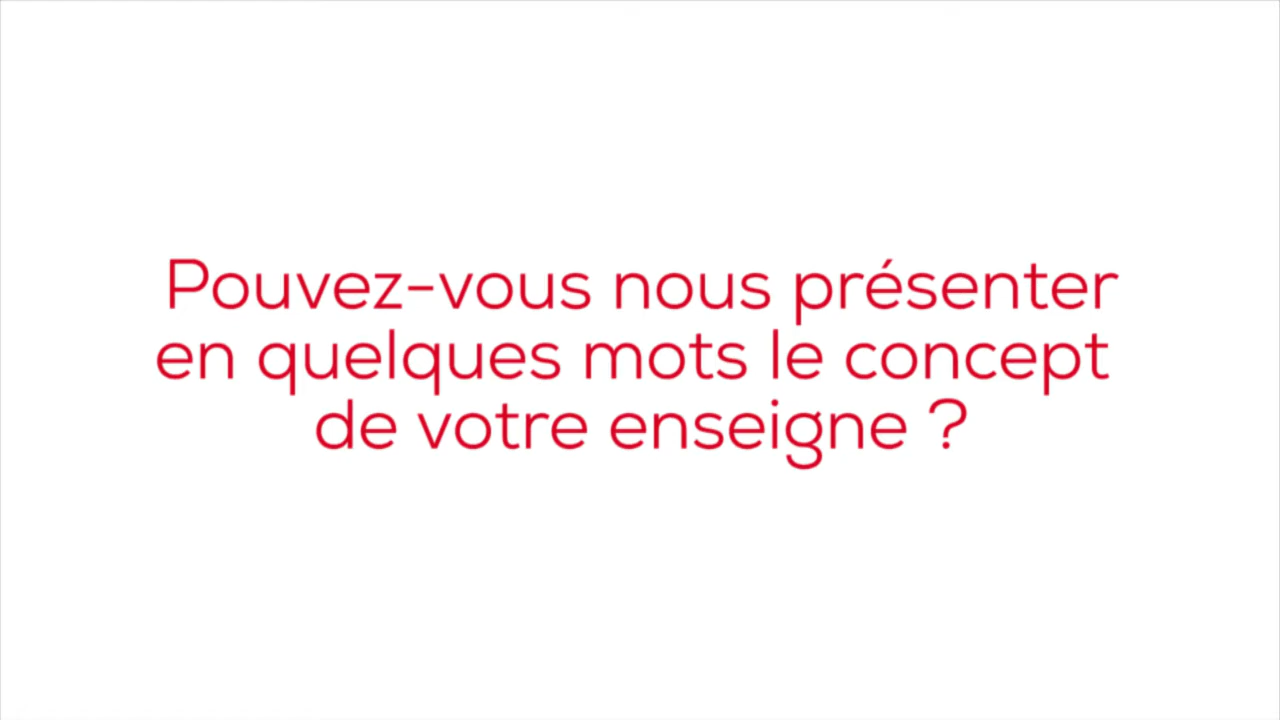 Pouvez-vous nous présenter
en quelques mots le concept
de votre enseigne ?